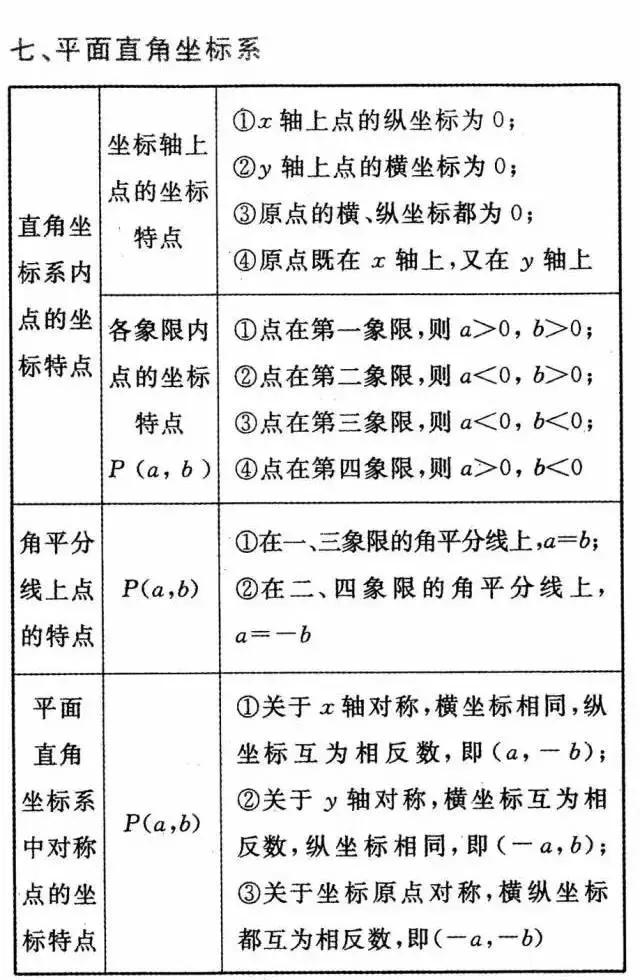 七、平面直角坐标系
直角坐
标系内
点的坐
标特点
坐标轴上
点的坐标
特点
①x轴上点的纵坐标为0;
②y轴上点的横坐标为0;
③原点的横、纵坐标都为0;
④原点既在x轴上,又在y轴上
各象限内
点的坐标
特点
P(a,b)
①点在第一象限,则a>0,b>0;
②点在第二象限,则a<0,b>0;
③点在第三象限,则a<0,b<0;
④点在第四象限,则a>0,b<0
角平分
线上点
的特点
P(a,b)
①在一、三象限的角平分线上,a=b;
②在二、四象限的角平分线上,
a=-b
平面
直角
坐标系
中对称
点的坐
标特点
P(a,b)
①关于x轴对称,横坐标相同,纵
坐标互为相反数,即(a,-b);
②关于y轴对称,横坐标互为相
反数,纵坐标相同,即(-a,b);
③关于坐标原点对称,横纵坐标
都互为相反数,即(-a,-b)